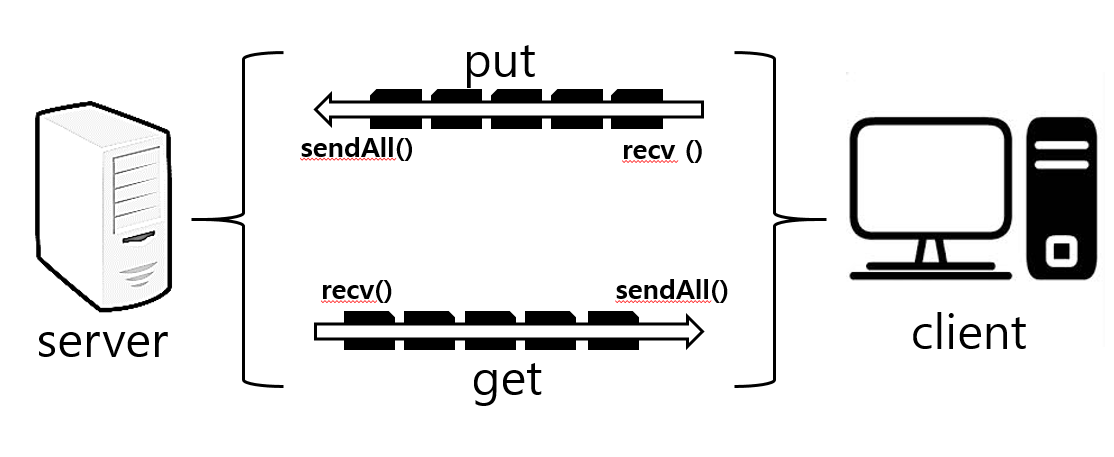 put
sendAll()
recv ()
recv()
sendAll()
server
client
get